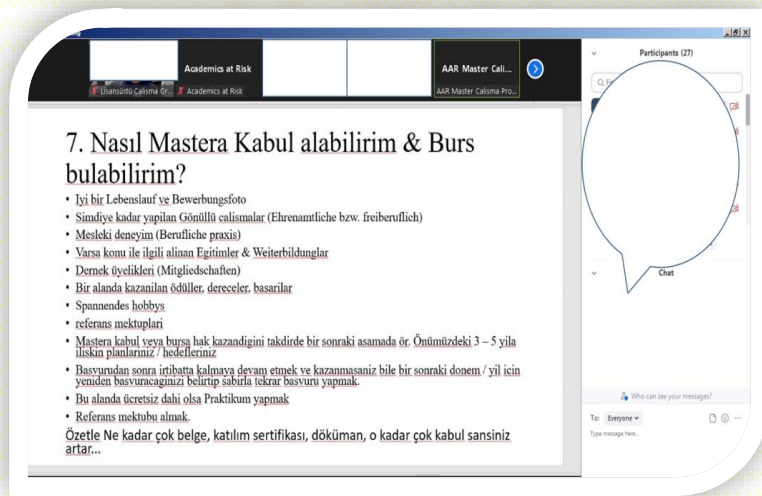 Academics at Risk
AAR Master Cali...
Lisansüstü Calisma Gr...
Academics at Risk
AAR Master Calisma Pro...
Participants (27)
7. Nasıl Mastera Kabul alabilirim & Burs
bulabilirim?
• Iyi bir Lebenslauf ve Bewerbungsfoto
• Simdiye kadar yapilan Gönüllü calismalar (Ehrenamtliche bzw. freiberuflich)
• Mesleki deneyim (Berufliche praxis)
• Varsa konu ile ilgili alinan Egitimler & Weiterbildunglar
• Dernek üyelikleri (Mitgliedschaften)
• Bir alanda kazanilan ödüller, dereceler, basarilar
• Spannendes hobbys
• referans mektuplari
• Mastera kabul veya bursa hak kazandigini takdirde bir sonraki asamada ör. Önümüzdeki 3 – 5 yila
iliskin planlariniz / hedefleriniz
• Basvurudan sonra irtibatta kalmaya devam etmek ve kazanmasaniz bile bir sonraki donem / yil icin
yeniden basvuracaginizi belirtip sabirla tekrar basvuru yapmak.
• Bu alanda ücretsiz dahi olsa Praktikum yapmak
• Referans mektubu almak.
Özetle Ne kadar çok belge, katılım sertifikası, döküman, o kadar çok kabul sansiniz
artar...
Chat
Who can see your messages?
To: Everyone
Type message here...